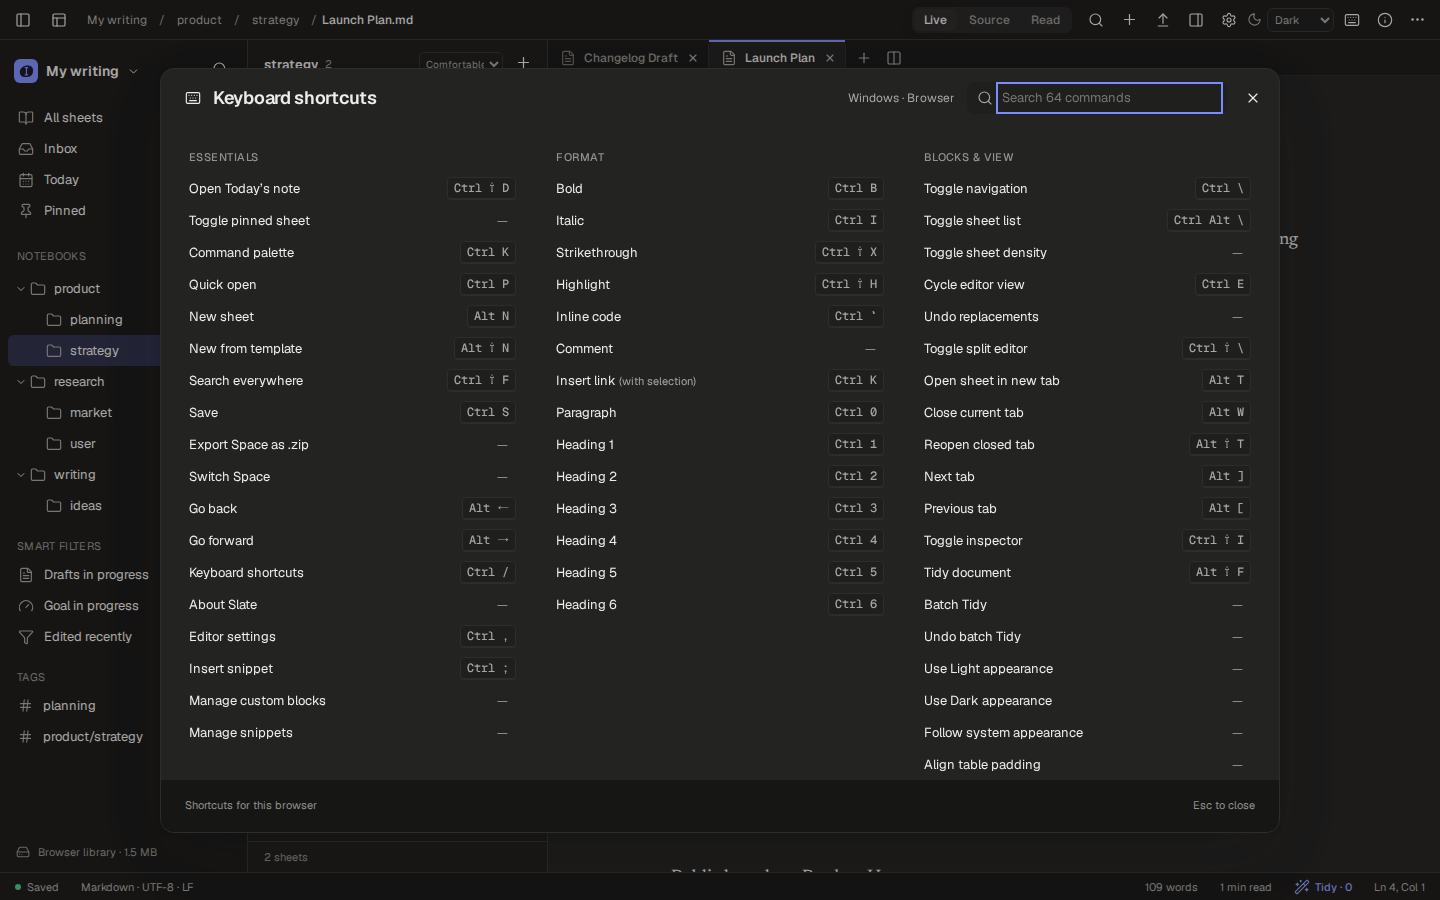 My writing / product / strategy / Launch Plan.md
Live Source Read
Dark
My writing
All sheets
Inbox
Today
Pinned
NOTEBOOKS
product
planning
strategy
research
market
user
writing
ideas
SMART FILTERS
Drafts in progress
Goal in progress
Edited recently
TAGS
# planning
# product/strategy
Browser library · 1.5 MB
strategy 2
Comfortable
Changelog Draft
Launch Plan
Keyboard shortcuts
Windows · Browser
Search 64 commands
ESSENTIALS
Open Today's note Ctrl ⇧ D
Toggle pinned sheet —
Command palette Ctrl K
Quick open Ctrl P
New sheet Alt N
New from template Alt ⇧ N
Search everywhere Ctrl ⇧ F
Save Ctrl S
Export Space as .zip —
Switch Space —
Go back Alt ←
Go forward Alt →
Keyboard shortcuts Ctrl /
About Slate —
Editor settings Ctrl ,
Insert snippet Ctrl ;
Manage custom blocks —
Manage snippets —
FORMAT
Bold Ctrl B
Italic Ctrl I
Strikethrough Ctrl ⇧ X
Highlight Ctrl ⇧ H
Inline code Ctrl `
Comment —
Insert link (with selection) Ctrl K
Paragraph Ctrl 0
Heading 1 Ctrl 1
Heading 2 Ctrl 2
Heading 3 Ctrl 3
Heading 4 Ctrl 4
Heading 5 Ctrl 5
Heading 6 Ctrl 6
BLOCKS & VIEW
Toggle navigation Ctrl \
Toggle sheet list Ctrl Alt \
Toggle sheet density —
Cycle editor view Ctrl E
Undo replacements —
Toggle split editor Ctrl ⇧ \
Open sheet in new tab Alt T
Close current tab Alt W
Reopen closed tab Alt ⇧ T
Next tab Alt ]
Previous tab Alt [
Toggle inspector Ctrl ⇧ I
Tidy document Alt ⇧ F
Batch Tidy —
Undo batch Tidy —
Use Light appearance —
Use Dark appearance —
Follow system appearance —
Align table padding —
Shortcuts for this browser
Esc to close
ng
2 sheets
Saved
Markdown · UTF-8 · LF
109 words
1 min read
Tidy · 0
Ln 4, Col 1